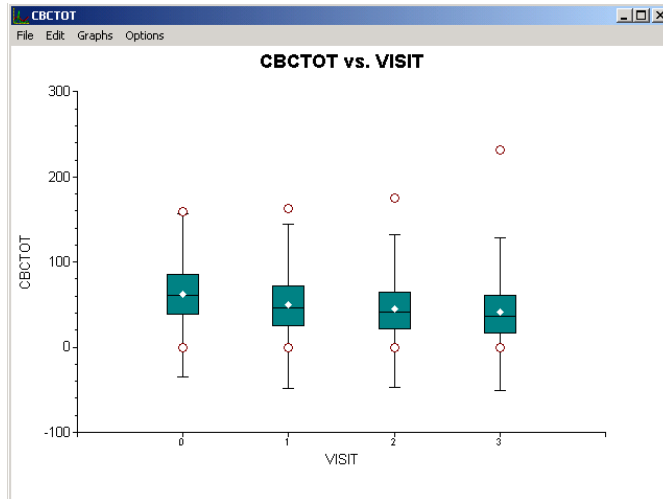 CBCTOT
File Edit Graphs Options
CBCTOT vs. VISIT
300
200
100
0
-100
CBCTOT
0 1 2 3
VISIT